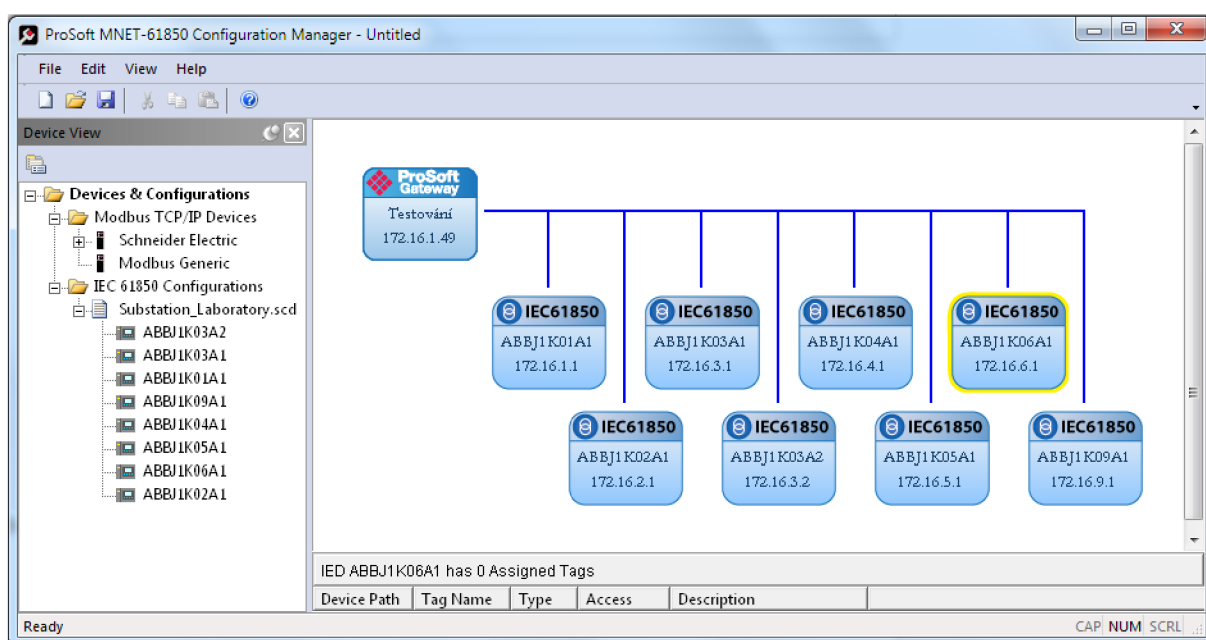 ProSoft MNET-61850 Configuration Manager - Untitled
File Edit View Help
Device View
Devices & Configurations
Modbus TCP/IP Devices
Schneider Electric
Modbus Generic
IEC 61850 Configurations
Substation_Laboratory.scd
ABBJ1K03A2
ABBJ1K03A1
ABBJ1K01A1
ABBJ1K09A1
ABBJ1K04A1
ABBJ1K05A1
ABBJ1K06A1
ABBJ1K02A1
ProSoft
Gateway
Testování
172.16.1.49
IEC61850
ABBJ1K01A1
172.16.1.1
IEC61850
ABBJ1K03A1
172.16.3.1
IEC61850
ABBJ1K04A1
172.16.4.1
IEC61850
ABBJ1K06A1
172.16.6.1
IEC61850
ABBJ1K02A1
172.16.2.1
IEC61850
ABBJ1K03A2
172.16.3.2
IEC61850
ABBJ1K05A1
172.16.5.1
IEC61850
ABBJ1K09A1
172.16.9.1
IED ABBJ1K06A1 has 0 Assigned Tags
Device Path Tag Name Type Access Description
Ready CAP NUM SCRL